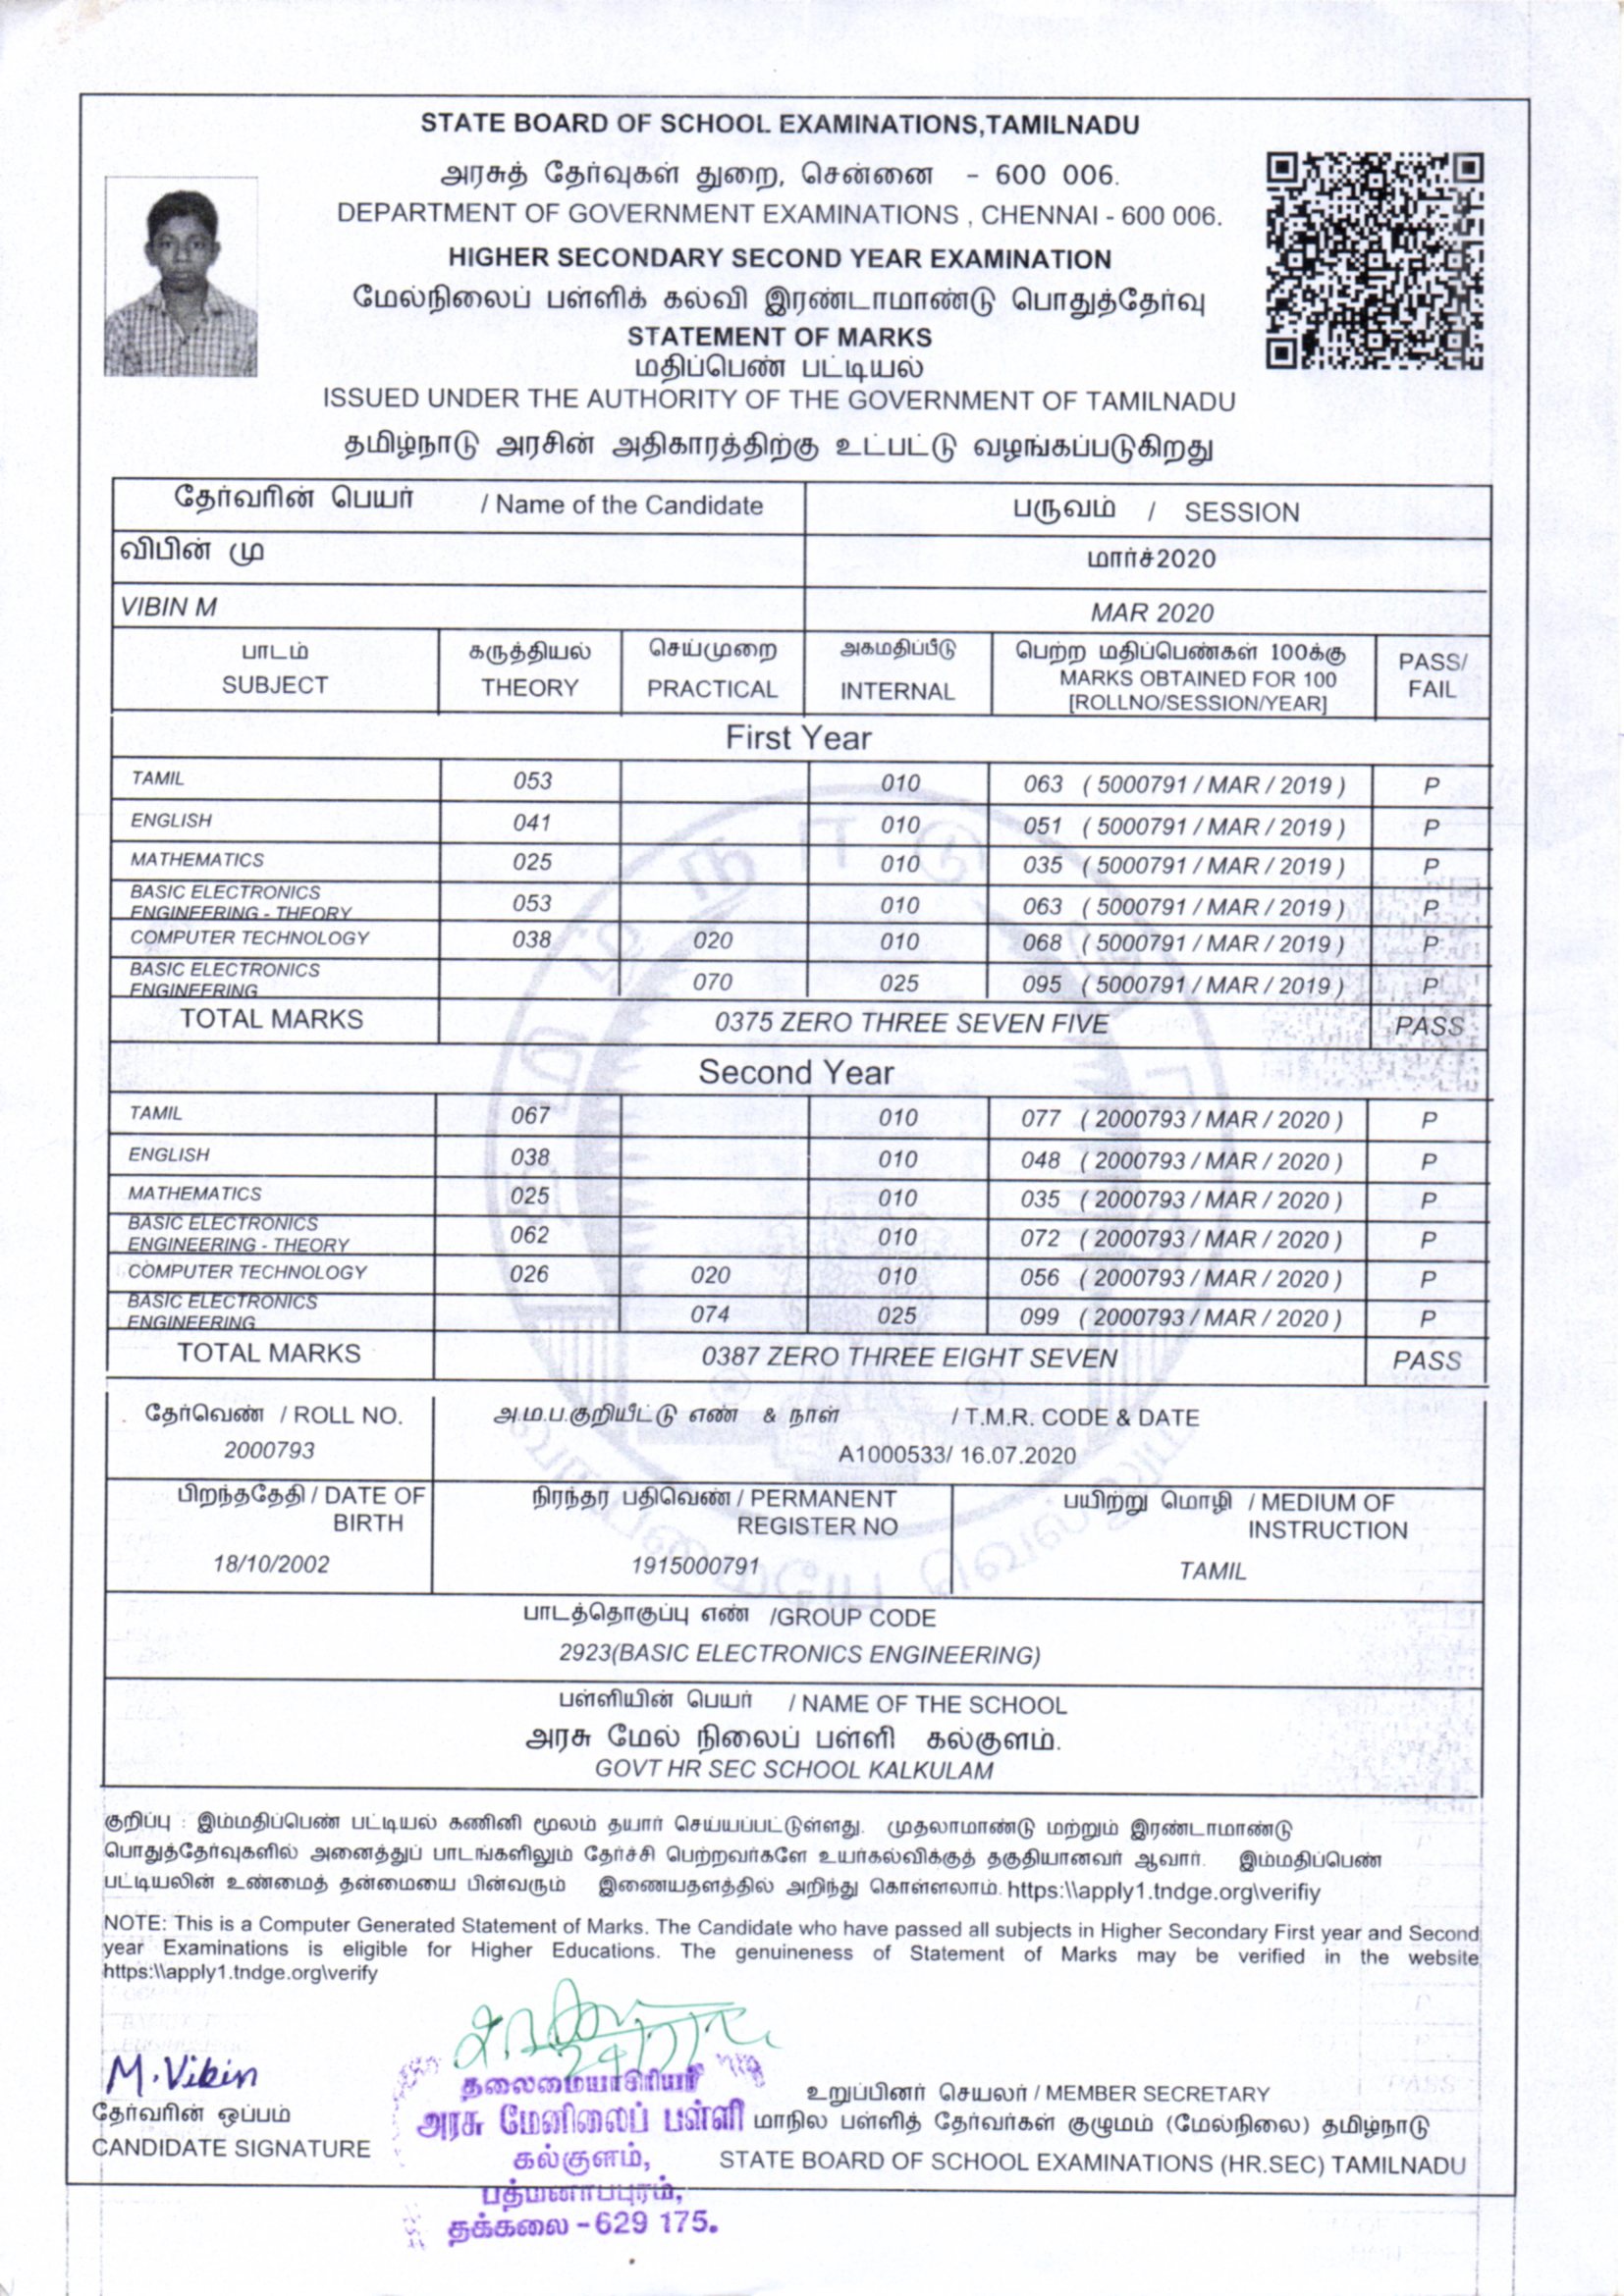 STATE BOARD OF SCHOOL EXAMINATIONS,TAMILNADU
அரசுத் தேர்வுகள் துறை, சென்னை - 600 006.
DEPARTMENT OF GOVERNMENT EXAMINATIONS , CHENNAI - 600 006.
HIGHER SECONDARY SECOND YEAR EXAMINATION
மேல்நிலைப் பள்ளிக் கல்வி இரண்டாமாண்டு பொதுத்தேர்வு
STATEMENT OF MARKS
மதிப்பெண் பட்டியல்
ISSUED UNDER THE AUTHORITY OF THE GOVERNMENT OF TAMILNADU
தமிழ்நாடு அரசின் அதிகாரத்திற்கு உட்பட்டு வழங்கப்படுகிறது
தேர்வரின் பெயர் / Name of the Candidate பருவம் / SESSION
விபின் மு மார்ச்2020
VIBIN M MAR 2020
பாடம் கருத்தியல் செய்முறை அகமதிப்பீடு பெற்ற மதிப்பெண்கள் 100க்கு PASS/
SUBJECT THEORY PRACTICAL INTERNAL MARKS OBTAINED FOR 100 FAIL
[ROLLNO/SESSION/YEAR]
First Year
TAMIL 053 010 063 ( 5000791 / MAR / 2019 ) P
ENGLISH 041 010 051 ( 5000791 / MAR / 2019 ) P
MATHEMATICS 025 010 035 ( 5000791 / MAR / 2019 ) P
BASIC ELECTRONICS
ENGINEERING - THEORY 053 010 063 ( 5000791 / MAR / 2019 ) P
COMPUTER TECHNOLOGY 038 020 010 068 ( 5000791 / MAR / 2019 ) P
BASIC ELECTRONICS
ENGINEERING 070 025 095 ( 5000791 / MAR / 2019 ) P
TOTAL MARKS 0375 ZERO THREE SEVEN FIVE PASS
Second Year
TAMIL 067 010 077 ( 2000793 / MAR / 2020 ) P
ENGLISH 038 010 048 ( 2000793 / MAR / 2020 ) P
MATHEMATICS 025 010 035 ( 2000793 / MAR / 2020 ) P
BASIC ELECTRONICS
ENGINEERING - THEORY 062 010 072 ( 2000793 / MAR / 2020 ) P
COMPUTER TECHNOLOGY 026 020 010 056 ( 2000793 / MAR / 2020 ) P
BASIC ELECTRONICS
ENGINEERING 074 025 099 ( 2000793 / MAR / 2020 ) P
TOTAL MARKS 0387 ZERO THREE EIGHT SEVEN PASS
தேர்வெண் / ROLL NO. அ.ம.ப.குறியீட்டு எண் & நாள் / T.M.R. CODE & DATE
2000793 A1000533/ 16.07.2020
பிறந்ததேதி / DATE OF நிரந்தர பதிவெண் / PERMANENT பயிற்று மொழி / MEDIUM OF
BIRTH REGISTER NO INSTRUCTION
18/10/2002 1915000791 TAMIL
பாடத்தொகுப்பு எண் /GROUP CODE
2923(BASIC ELECTRONICS ENGINEERING)
பள்ளியின் பெயர் / NAME OF THE SCHOOL
அரசு மேல் நிலைப் பள்ளி கல்குளம்.
GOVT HR SEC SCHOOL KALKULAM
குறிப்பு : இம்மதிப்பெண் பட்டியல் கணினி மூலம் தயார் செய்யப்பட்டுள்ளது. முதலாமாண்டு மற்றும் இரண்டாமாண்டு
பொதுத்தேர்வுகளில் அனைத்துப் பாடங்களிலும் தேர்ச்சி பெற்றவர்களே உயர்கல்விக்குத் தகுதியானவர் ஆவார். இம்மதிப்பெண்
பட்டியலின் உண்மைத் தன்மையை பின்வரும் இணையதளத்தில் அறிந்து கொள்ளலாம். https:\\apply1.tndge.org\verifiy
NOTE: This is a Computer Generated Statement of Marks. The Candidate who have passed all subjects in Higher Secondary First year and Second
year Examinations is eligible for Higher Educations. The genuineness of Statement of Marks may be verified in the website
https:\\apply1.tndge.org\verify
M.Vibin
தேர்வரின் ஒப்பம்
CANDIDATE SIGNATURE
தலைமையாசிரியர்
அரசு மேனிலைப் பள்ளி
கல்குளம்,
பத்மனாபபுரம்,
தக்கலை - 629 175.
உறுப்பினர் செயலர் / MEMBER SECRETARY
மாநில பள்ளித் தேர்வர்கள் குழுமம் (மேல்நிலை) தமிழ்நாடு
STATE BOARD OF SCHOOL EXAMINATIONS (HR.SEC) TAMILNADU